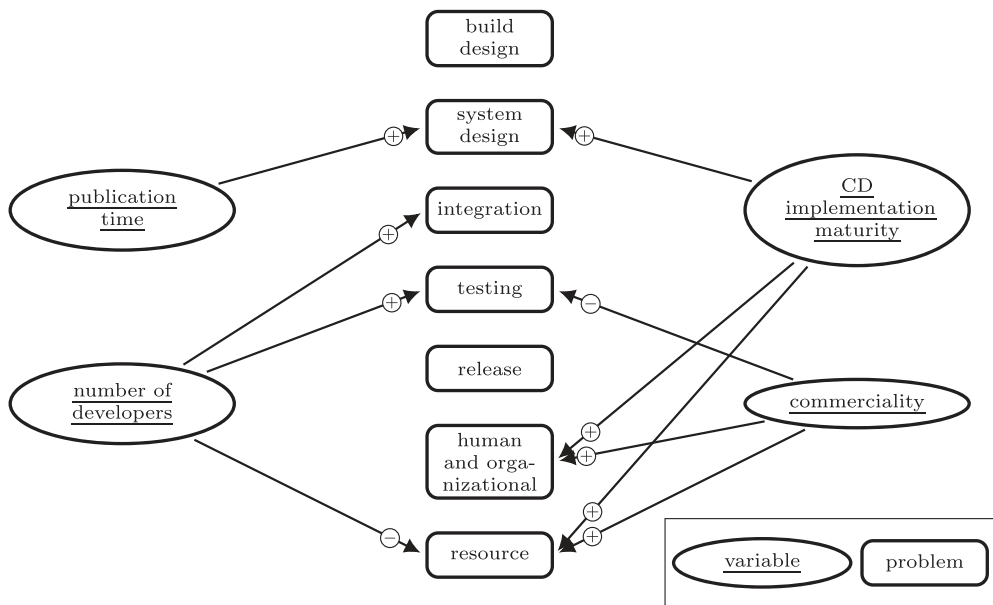 build
design
system
design
publication
time
CD
implementation
maturity
integration
testing
release
number of
developers
commerciality
human
and orga-
nizational
resource
variable
problem
+
+
+
+
−
+
+
+
−
+